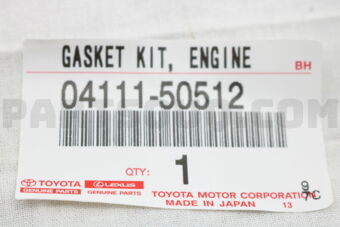 GASKET KIT, ENGINE
BH
04111-50512
QTY:
1
TOYOTA
GENUINE PARTS
LEXUS
GENUINE PARTS
TOYOTA MOTOR CORPORATION
MADE IN JAPAN 13